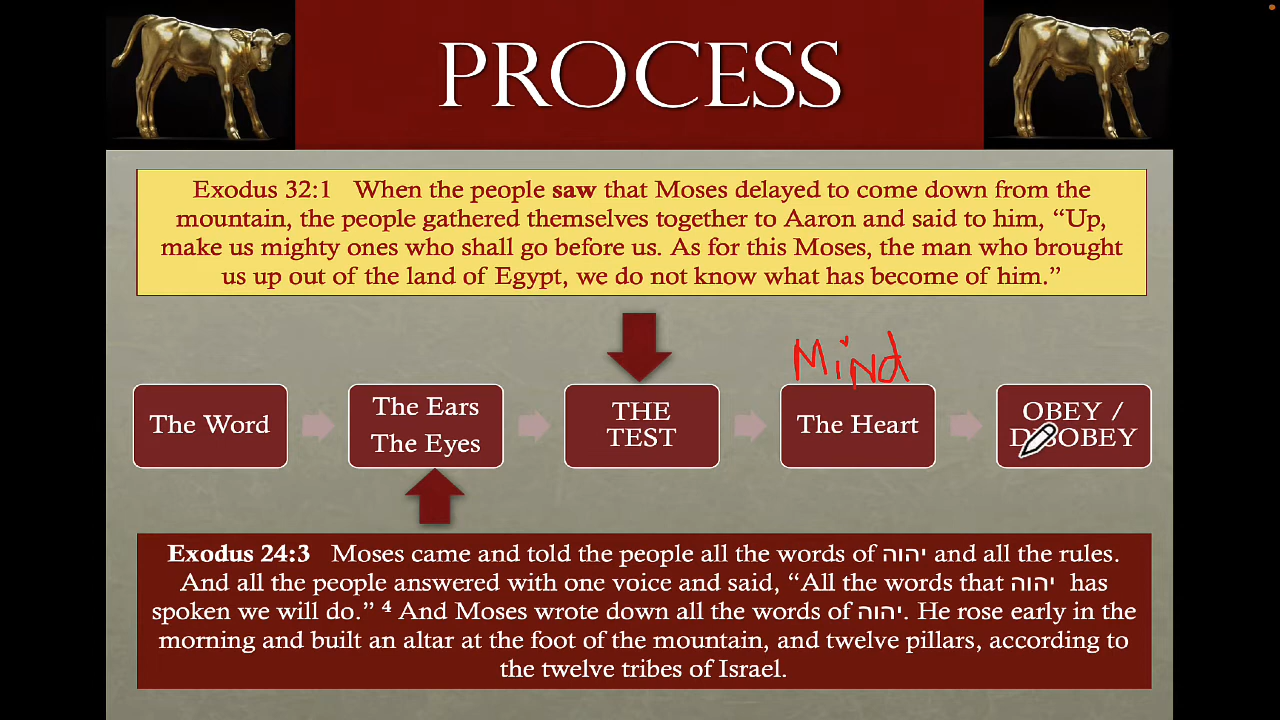 PROCESS
Exodus 32:1 When the people saw that Moses delayed to come down from the
mountain, the people gathered themselves together to Aaron and said to him, “Up,
make us mighty ones who shall go before us. As for this Moses, the man who brought
us up out of the land of Egypt, we do not know what has become of him.”
Mind
The Word
The Ears
The Eyes
THE
TEST
The Heart
OBEY /
DISOBEY
Exodus 24:3 Moses came and told the people all the words of יהוה and all the rules.
And all the people answered with one voice and said, “All the words that יהוה has
spoken we will do.” ⁴ And Moses wrote down all the words of יהוה. He rose early in the
morning and built an altar at the foot of the mountain, and twelve pillars, according to
the twelve tribes of Israel.